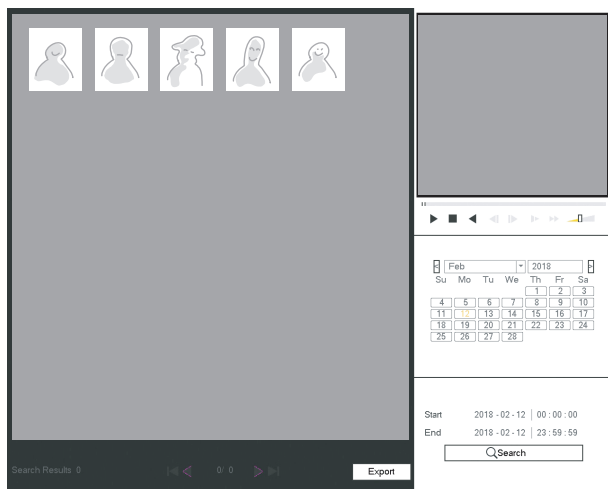 < Feb 2018 >
Su Mo Tu We Th Fr Sa
1 2 3
4 5 6 7 8 9 10
11 12 13 14 15 16 17
18 19 20 21 22 23 24
25 26 27 28
Start 2018 - 02 - 12 00 : 00 : 00
End 2018 - 02 - 12 23 : 59 : 59
Search
Search Results 0 0/ 0 Export